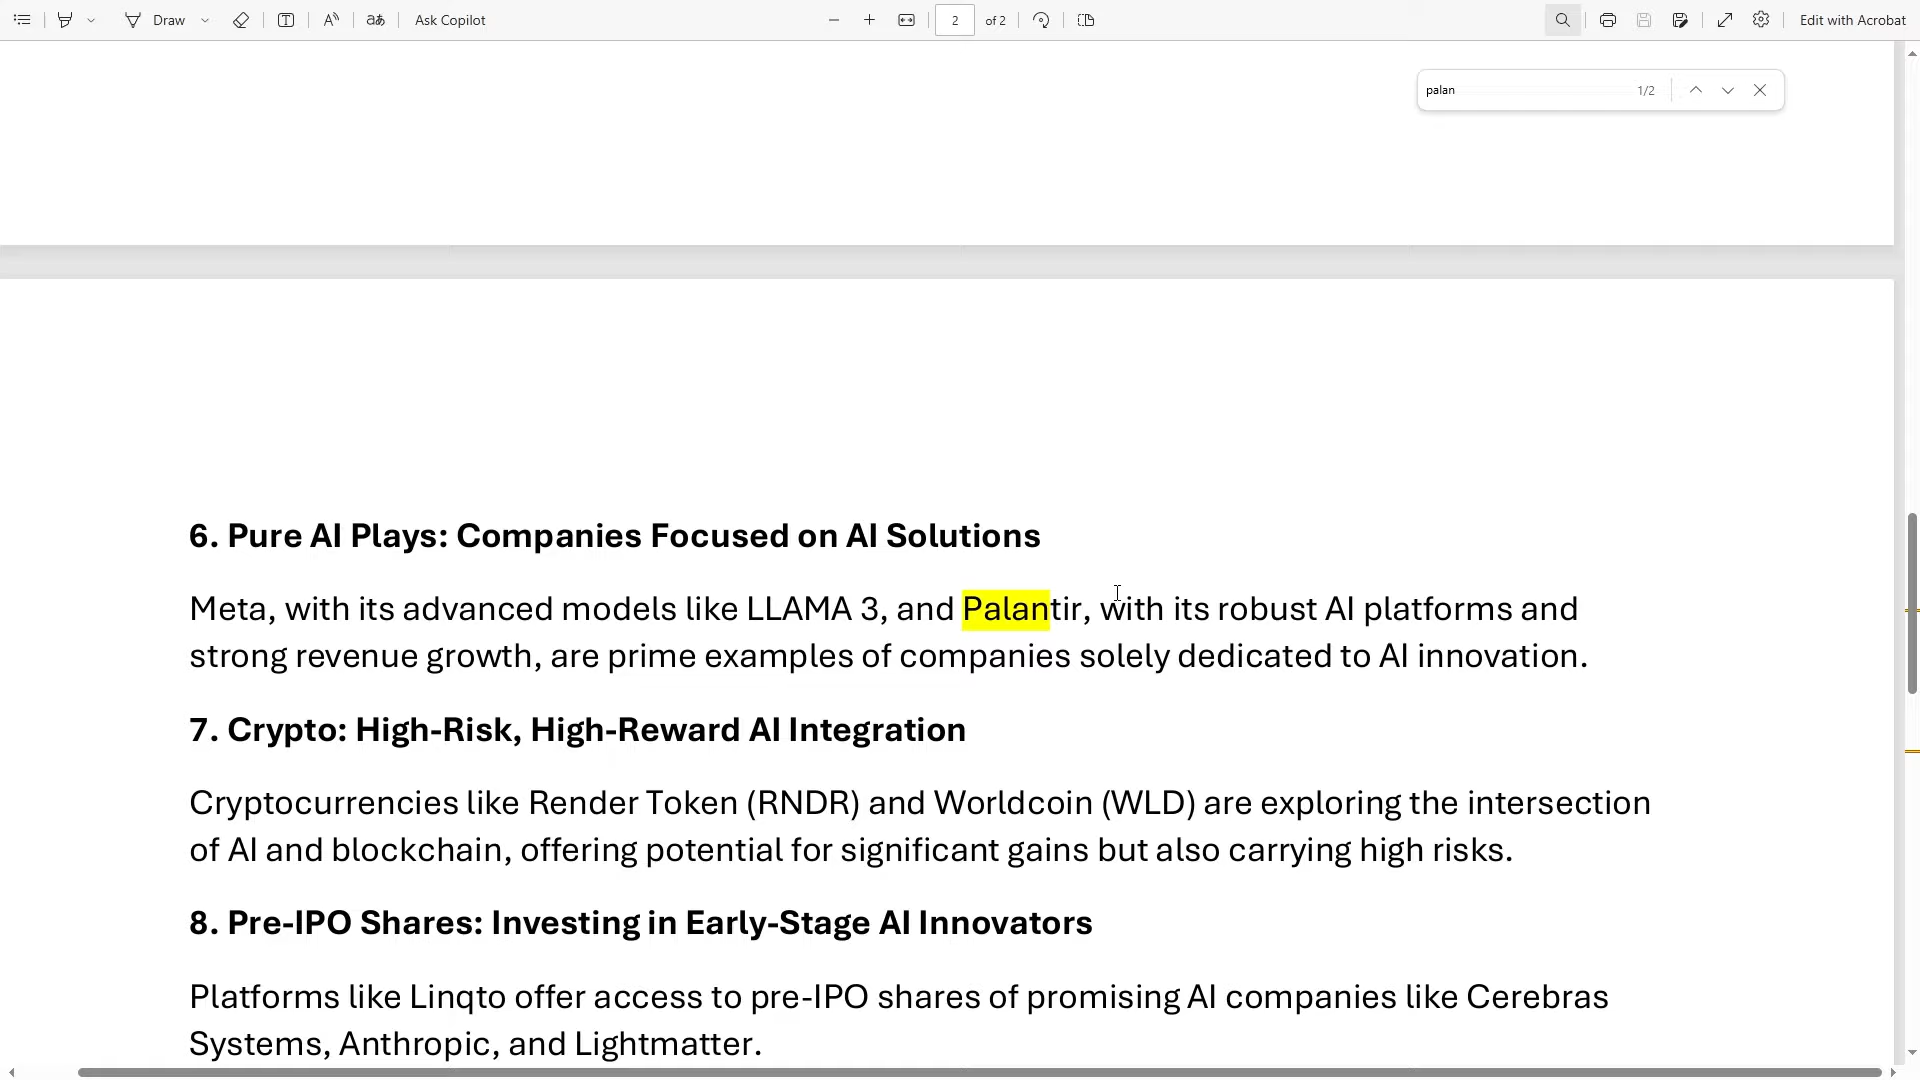 Draw
Ask Copilot
2 of 2
Edit with Acrobat
palan 1/2
6. Pure AI Plays: Companies Focused on AI Solutions
Meta, with its advanced models like LLAMA 3, and Palantir, with its robust AI platforms and
strong revenue growth, are prime examples of companies solely dedicated to AI innovation.
7. Crypto: High-Risk, High-Reward AI Integration
Cryptocurrencies like Render Token (RNDR) and Worldcoin (WLD) are exploring the intersection
of AI and blockchain, offering potential for significant gains but also carrying high risks.
8. Pre-IPO Shares: Investing in Early-Stage AI Innovators
Platforms like Linqto offer access to pre-IPO shares of promising AI companies like Cerebras
Systems, Anthropic, and Lightmatter.